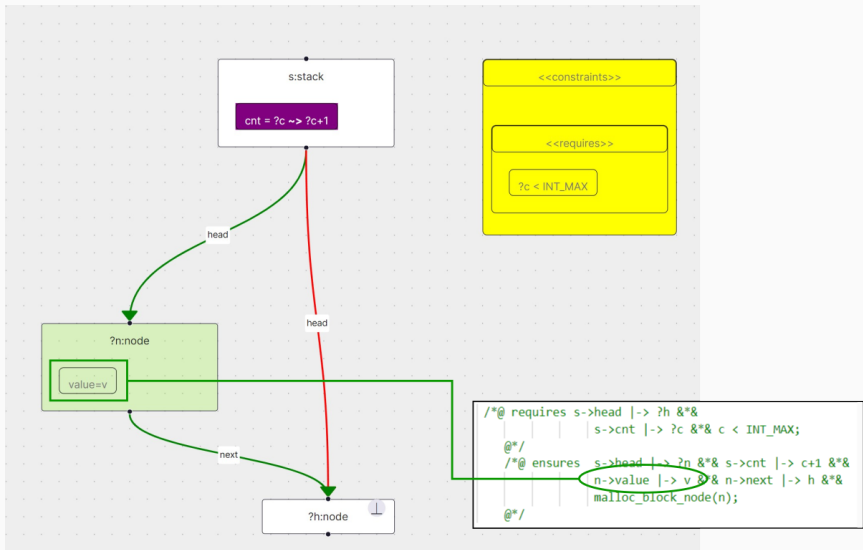 s:stack
cnt = ?c ~> ?c+1
<<constraints>>
<<requires>>
?c < INT_MAX
head
head
?n:node
value=v
next
?h:node
/*@ requires s->head |-> ?h &*&
s->cnt |-> ?c &*& c < INT_MAX;
@*/
/*@ ensures s->head |-> ?n &*& s->cnt |-> c+1 &*&
n->value |-> v &*& n->next |-> h &*&
malloc_block_node(n);
@*/